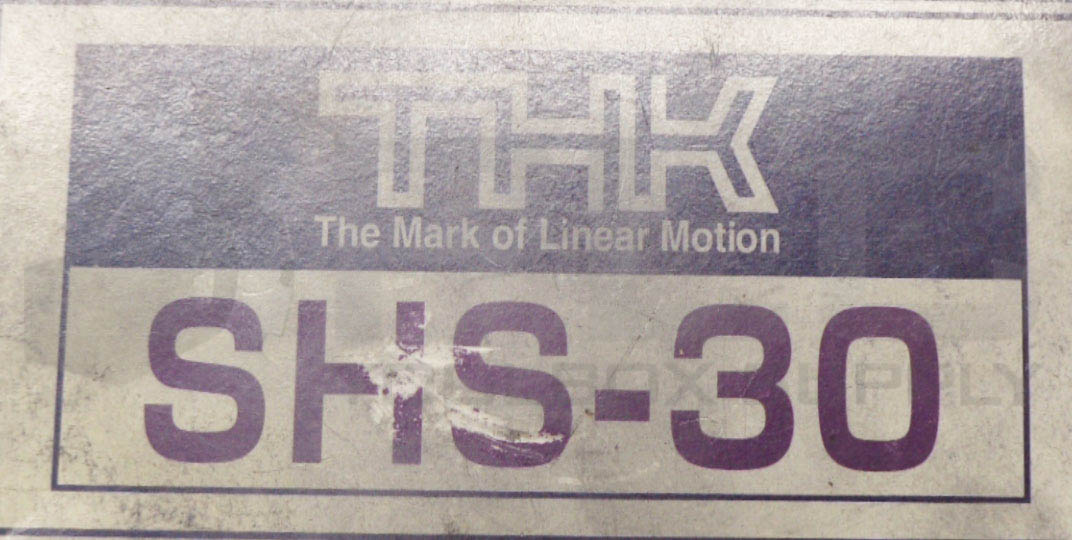 THK
The Mark of Linear Motion
SHS-30